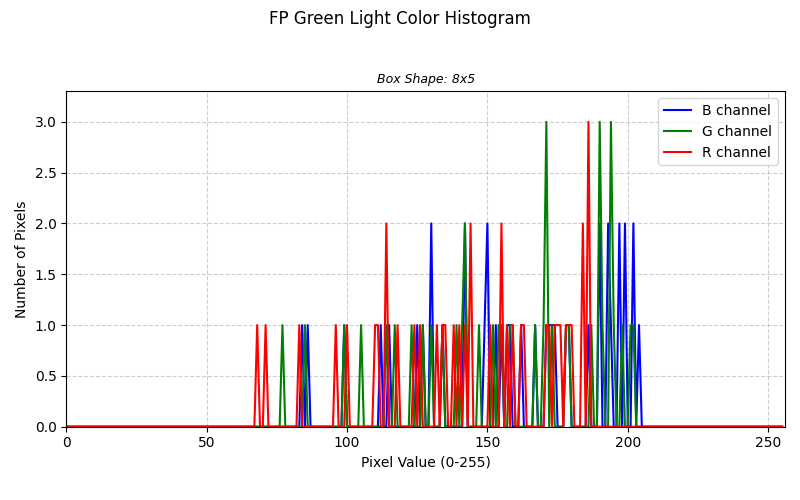 FP Green Light Color Histogram
Box Shape: 8x5
B channel
G channel
R channel
3.0
2.5
2.0
1.5
1.0
0.5
0.0
Number of Pixels
0 50 100 150 200 250
Pixel Value (0-255)